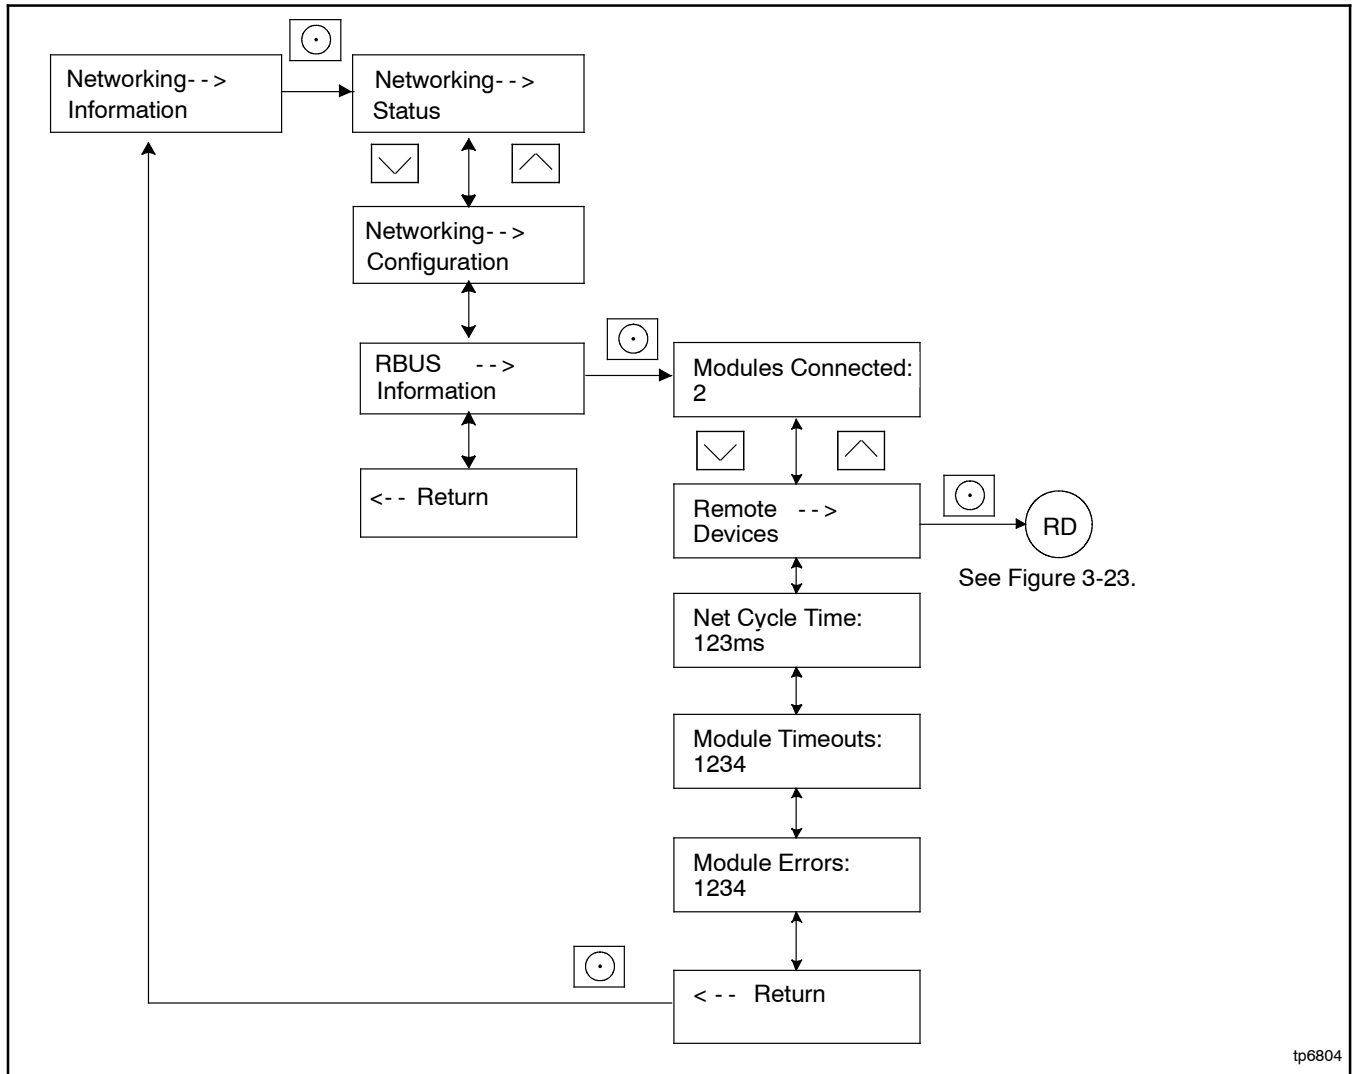 Networking- - >
Information
Networking- - >
Status
Networking- - >
Configuration
RBUS - - >
Information
<- - Return
Modules Connected:
2
Remote - - >
Devices
RD
See Figure 3-23.
Net Cycle Time:
123ms
Module Timeouts:
1234
Module Errors:
1234
< - - Return
tp6804